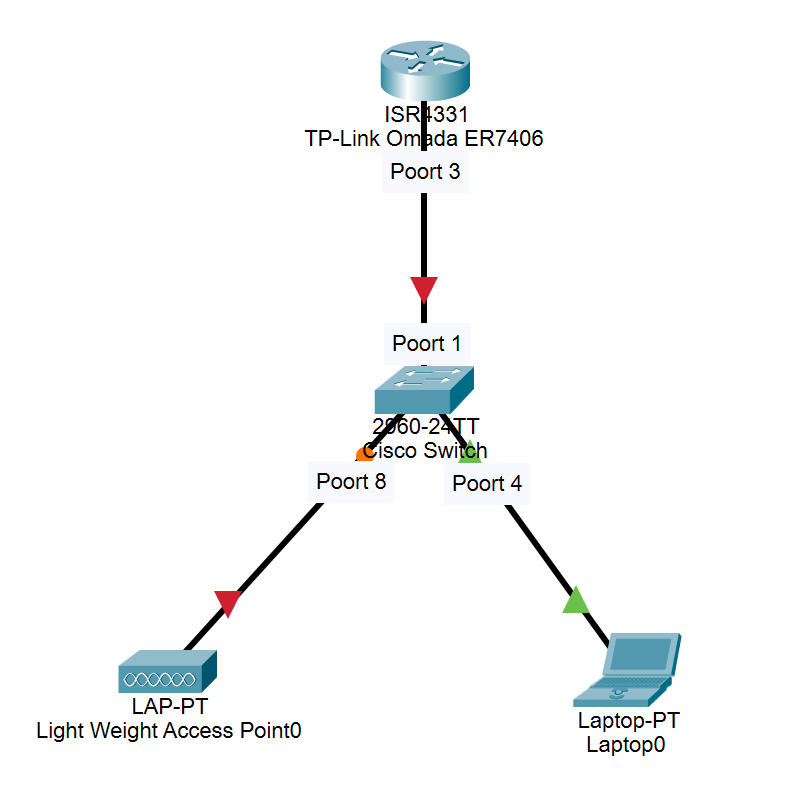 ISR4331
TP-Link Omada ER7406
Poort 3
Poort 1
2960-24TT
Cisco Switch
Poort 8
Poort 4
LAP-PT
Light Weight Access Point0
Laptop-PT
Laptop0